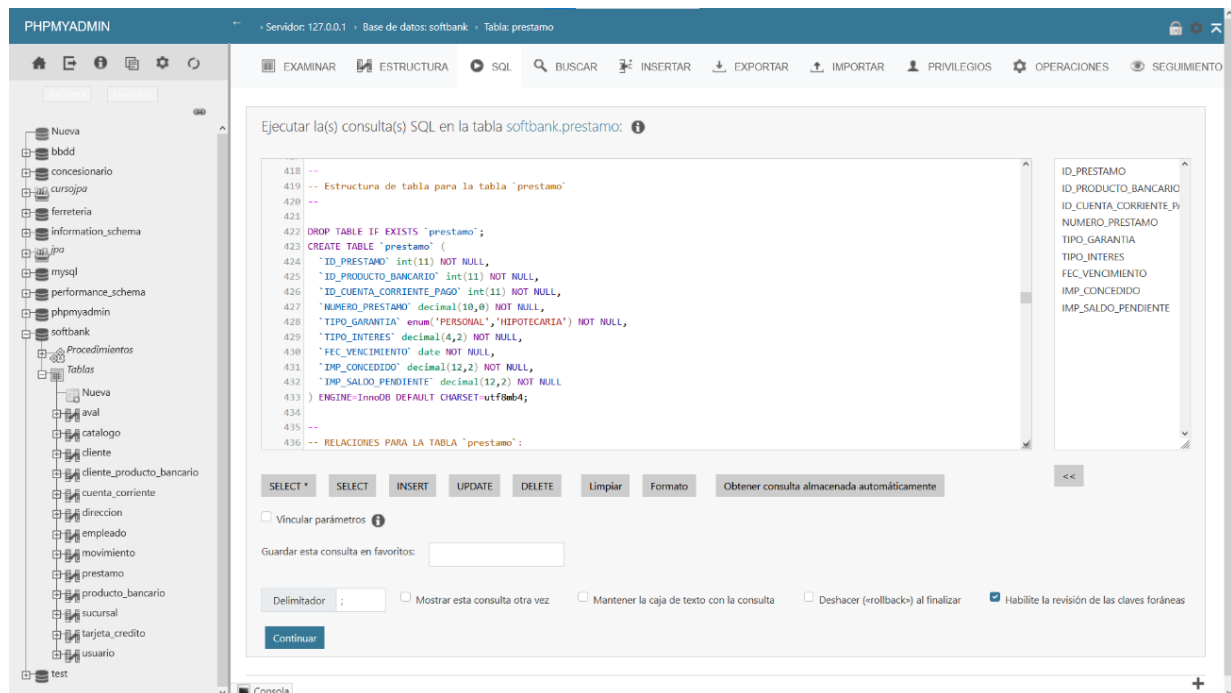 PHPMYADMIN
← › Servidor: 127.0.0.1 › Base de datos: softbank › Tabla: prestamo
EXAMINAR ESTRUCTURA SQL BUSCAR INSERTAR EXPORTAR IMPORTAR PRIVILEGIOS OPERACIONES SEGUIMIENTO
Nueva
bbdd
concesionario
cursojpa
ferreteria
information_schema
jpa
mysql
performance_schema
phpmyadmin
softbank
Procedimientos
Tablas
Nueva
aval
catalogo
cliente
cliente_producto_bancario
cuenta_corriente
direccion
empleado
movimiento
prestamo
producto_bancario
sucursal
tarjeta_credito
usuario
test
Ejecutar la(s) consulta(s) SQL en la tabla softbank.prestamo:
418 --
419 -- Estructura de tabla para la tabla `prestamo`
420 --
421
422 DROP TABLE IF EXISTS `prestamo`;
423 CREATE TABLE `prestamo` (
424 `ID_PRESTAMO` int(11) NOT NULL,
425 `ID_PRODUCTO_BANCARIO` int(11) NOT NULL,
426 `ID_CUENTA_CORRIENTE_PAGO` int(11) NOT NULL,
427 `NUMERO_PRESTAMO` decimal(10,0) NOT NULL,
428 `TIPO_GARANTIA` enum('PERSONAL','HIPOTECARIA') NOT NULL,
429 `TIPO_INTERES` decimal(4,2) NOT NULL,
430 `FEC_VENCIMIENTO` date NOT NULL,
431 `IMP_CONCEDIDO` decimal(12,2) NOT NULL,
432 `IMP_SALDO_PENDIENTE` decimal(12,2) NOT NULL
433 ) ENGINE=InnoDB DEFAULT CHARSET=utf8mb4;
434
435 --
436 -- RELACIONES PARA LA TABLA `prestamo`:
ID_PRESTAMO
ID_PRODUCTO_BANCARIO
ID_CUENTA_CORRIENTE_PA
NUMERO_PRESTAMO
TIPO_GARANTIA
TIPO_INTERES
FEC_VENCIMIENTO
IMP_CONCEDIDO
IMP_SALDO_PENDIENTE
SELECT * SELECT INSERT UPDATE DELETE Limpiar Formato Obtener consulta almacenada automáticamente <<
Vincular parámetros
Guardar esta consulta en favoritos:
Delimitador ; Mostrar esta consulta otra vez Mantener la caja de texto con la consulta Deshacer («rollback») al finalizar Habilite la revisión de las claves foráneas
Continuar
Consola